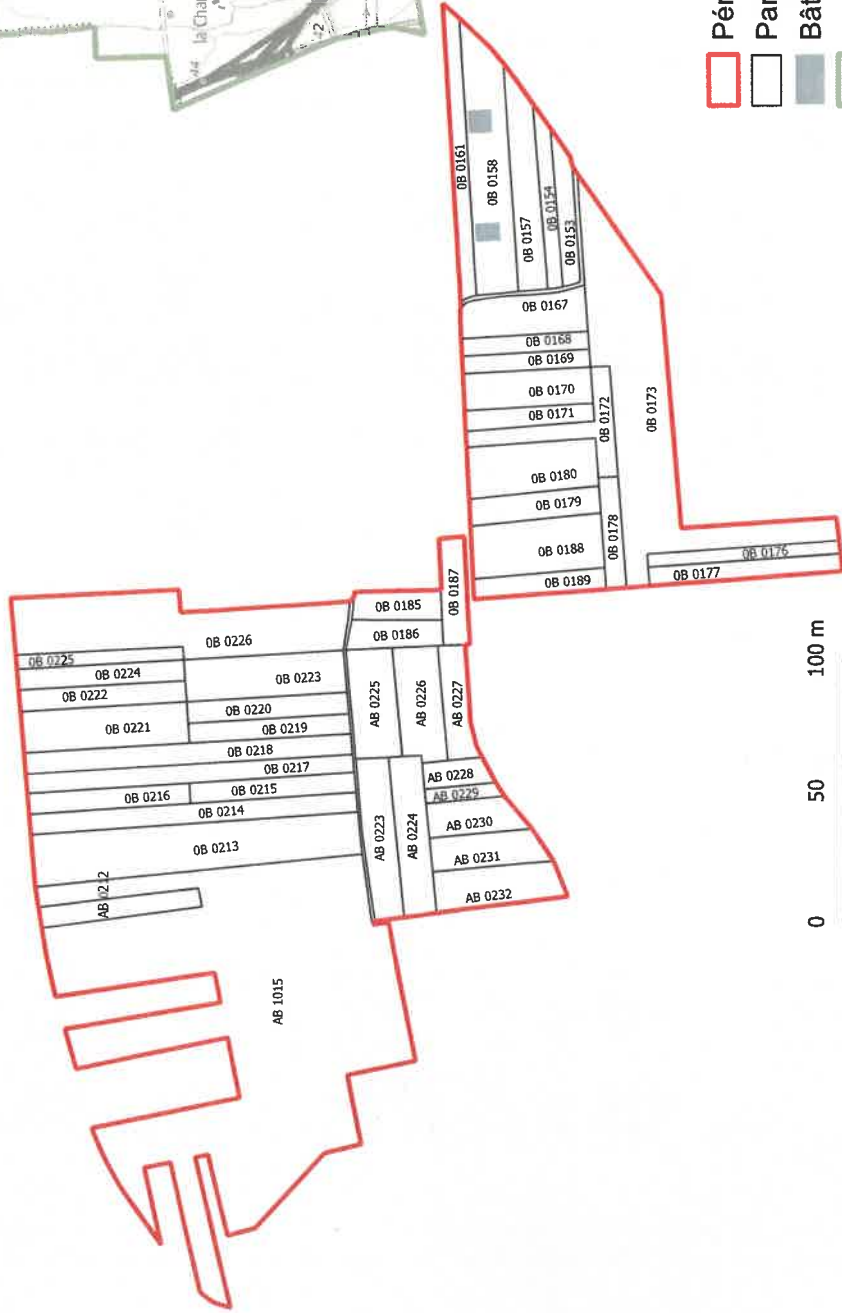 44 la Cha
42
0B 0161
0B 0158
0B 0157
0B 0154
0B 0153
0B 0167
0B 0168
0B 0169
0B 0170
0B 0171
0B 0172
0B 0173
0B 0180
0B 0179
0B 0178
0B 0188
0B 0189
0B 0176
0B 0177
0B 0185
0B 0186
0B 0187
0B 0226
0B 0225
0B 0224
0B 0222
0B 0223
0B 0221
0B 0220
0B 0219
0B 0218
0B 0217
0B 0216
0B 0215
0B 0214
0B 0213
AB 0212
AB 0225
AB 0226
AB 0227
AB 0223
AB 0224
AB 0228
AB 0229
AB 0230
AB 0231
AB 0232
AB 1015
Pér
Par
Bât
0 50 100 m